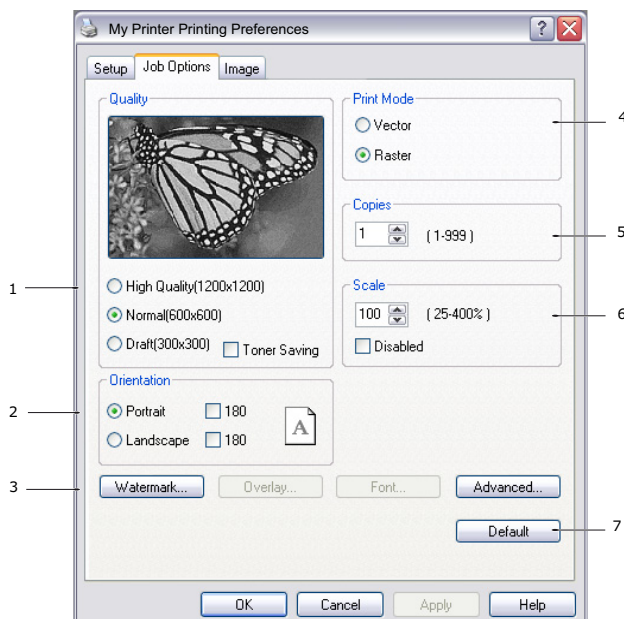 My Printer Printing Preferences
?
Setup Job Options Image
Quality
Print Mode
4
Vector
Raster
Copies
1 ( 1-999 )
5
1
High Quality(1200x1200)
Normal(600x600)
Draft(300x300) Toner Saving
Scale
100 ( 25-400% )
6
Disabled
Orientation
2
Portrait 180
Landscape 180
A
3
Watermark... Overlay... Font... Advanced...
Default
7
OK Cancel Apply Help